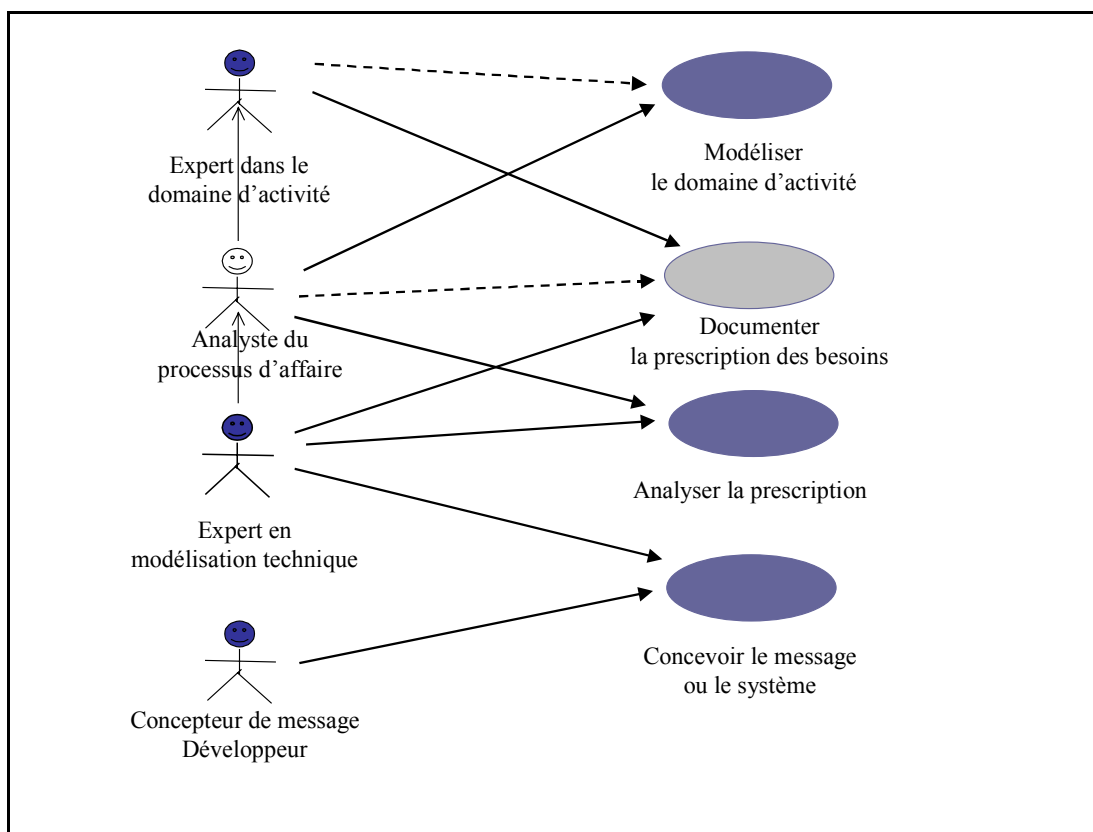 Expert dans le
domaine d’activité
Modéliser
le domaine d’activité
Analyste du
processus d’affaire
Documenter
la prescription des besoins
Analyser la prescription
Expert en
modélisation technique
Concevoir le message
ou le système
Concepteur de message
Développeur